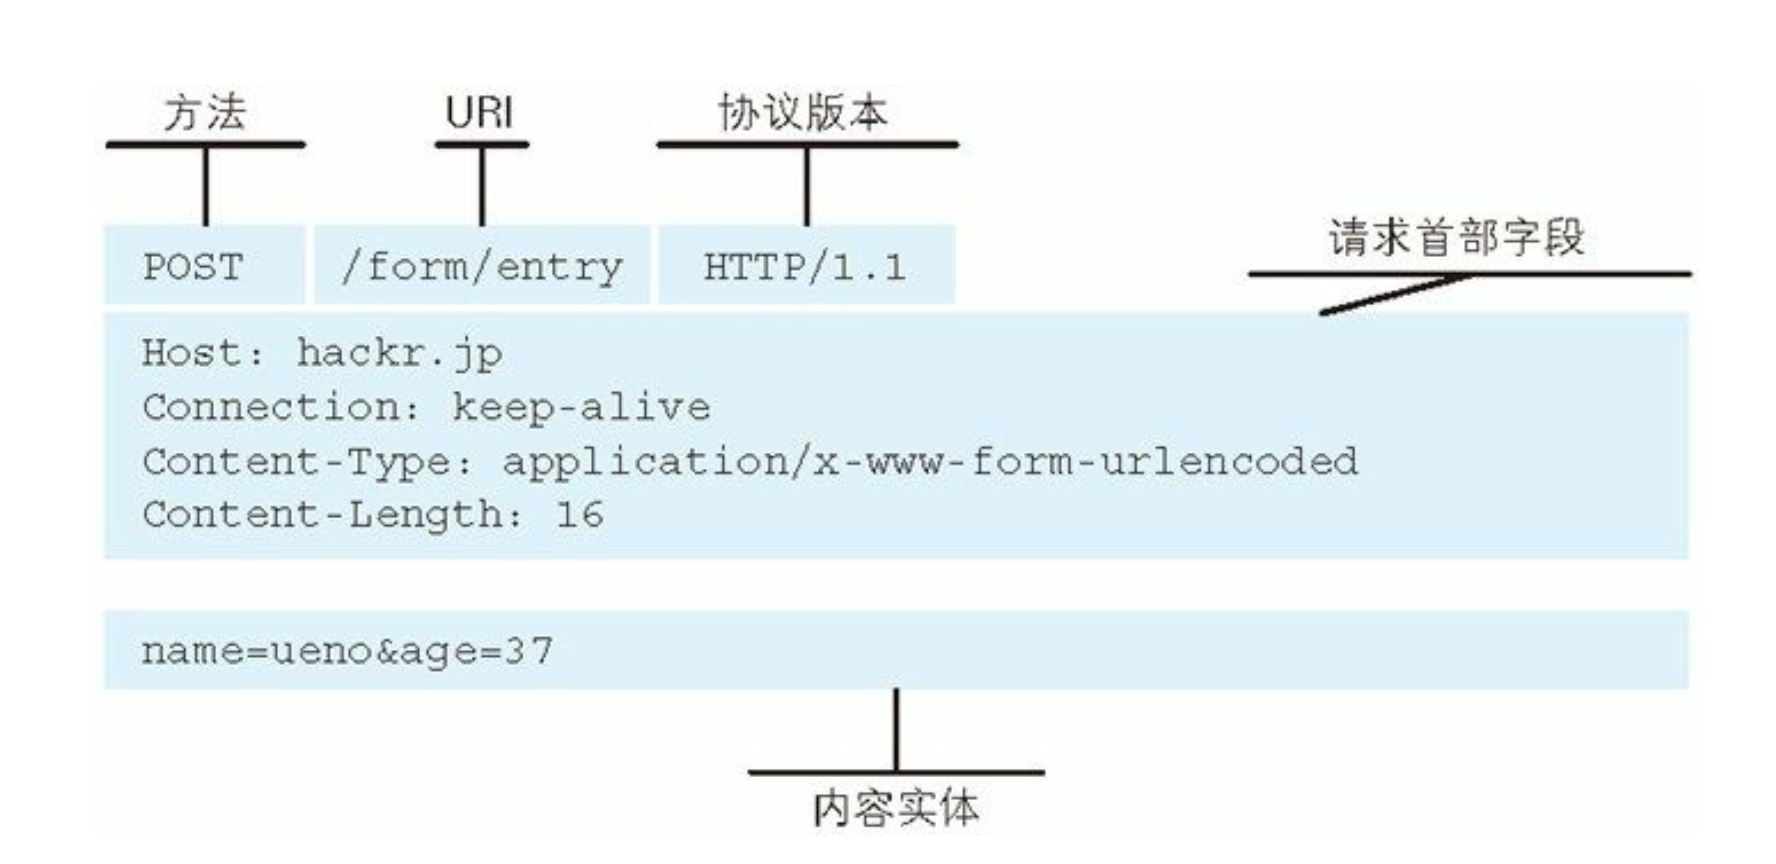 方法 URI 协议版本
POST /form/entry HTTP/1.1
请求首部字段
Host: hackr.jp
Connection: keep-alive
Content-Type: application/x-www-form-urlencoded
Content-Length: 16
name=ueno&age=37
内容实体